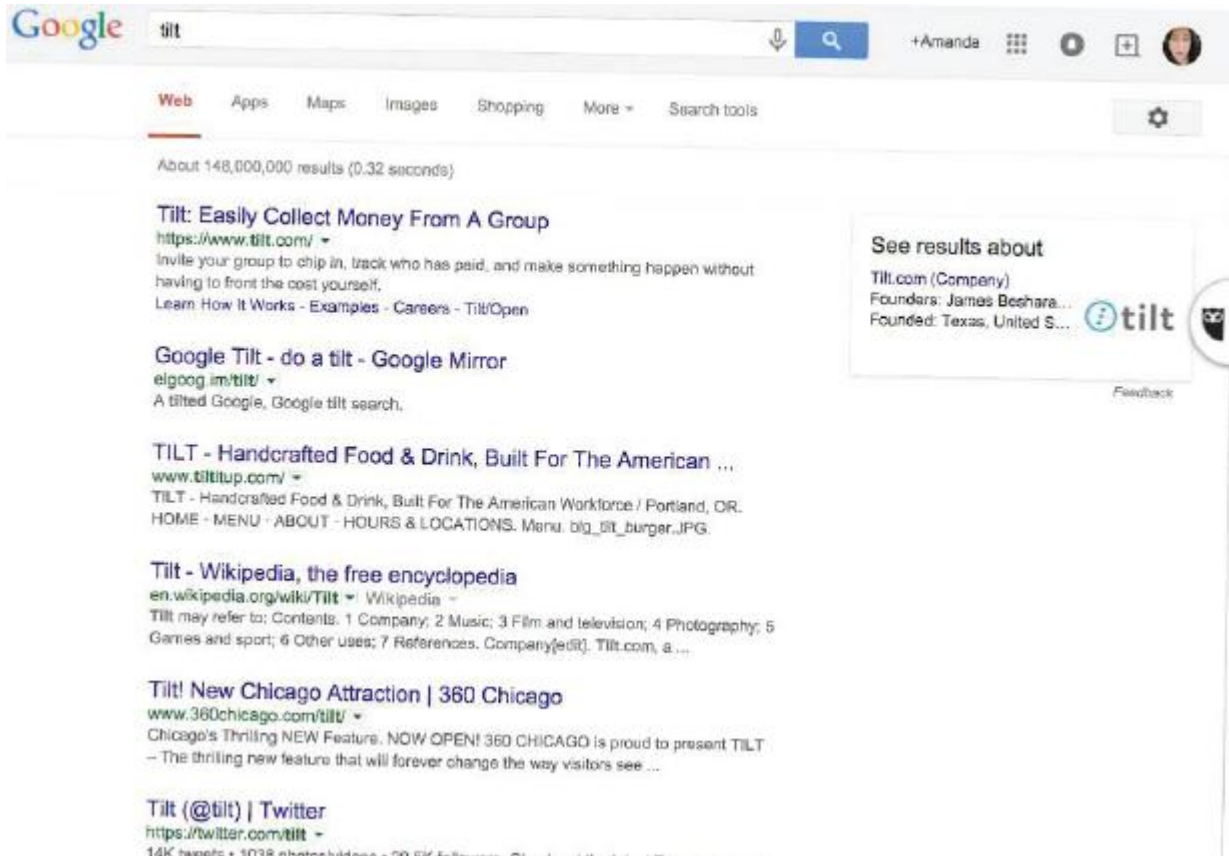 Google
tilt
+Amanda
Web Apps Maps Images Shopping More Search tools
About 148,000,000 results (0.32 seconds)
Tilt: Easily Collect Money From A Group
https://www.tilt.com/
Invite your group to chip in, track who has paid, and make something happen without
having to front the cost yourself.
Learn How It Works - Examples - Careers - Tilt/Open
Google Tilt - do a tilt - Google Mirror
elgoog.im/tilt/
A tilted Google, Google tilt search.
TILT - Handcrafted Food & Drink, Built For The American ...
www.tiltitup.com/
TILT - Handcrafted Food & Drink, Built For The American Workforce / Portland, OR.
HOME · MENU · ABOUT · HOURS & LOCATIONS. Menu. big_tilt_burger.JPG.
Tilt - Wikipedia, the free encyclopedia
en.wikipedia.org/wiki/Tilt Wikipedia
Tilt may refer to: Contents. 1 Company; 2 Music; 3 Film and television; 4 Photography; 5
Games and sport; 6 Other uses; 7 References. Company[edit]. Tilt.com, a ...
Tilt! New Chicago Attraction | 360 Chicago
www.360chicago.com/tilt/
Chicago's Thrilling NEW Feature. NOW OPEN! 360 CHICAGO is proud to present TILT
– The thrilling new feature that will forever change the way visitors see ...
Tilt (@tilt) | Twitter
https://twitter.com/tilt
14K tweets • 1038 photos/videos
See results about
Tilt.com (Company)
Founders: James Beshara...
Founded: Texas, United S...
tilt
Feedback